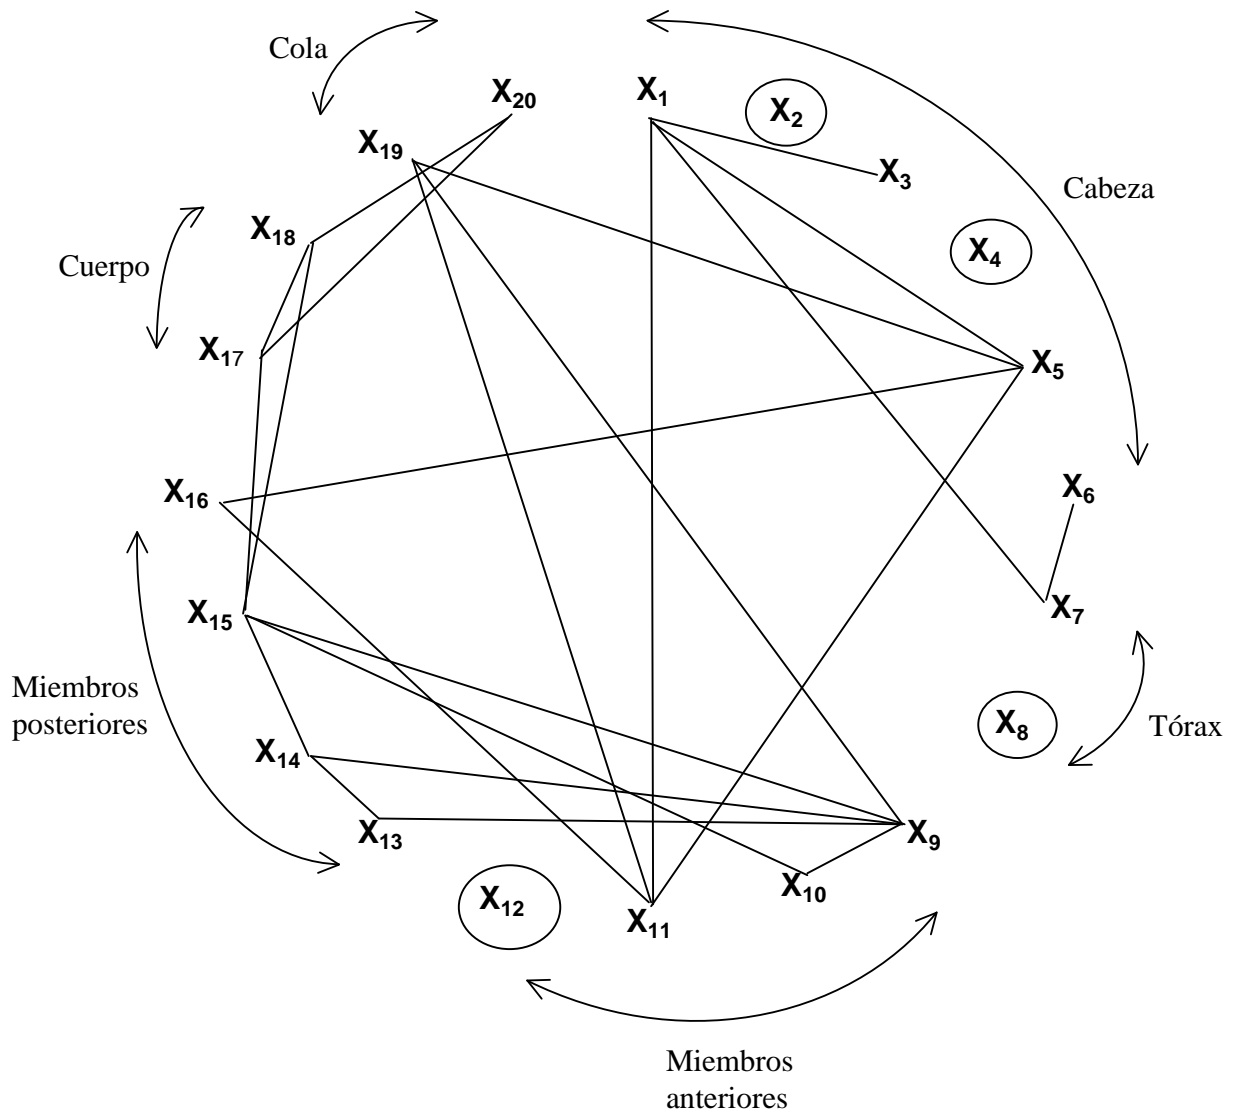 Cola
X20
X1
X2
X19
X3
Cabeza
X18
X4
Cuerpo
X17
X5
X16
X6
X15
X7
Miembros
posteriores
X8
Tórax
X14
X13
X9
X10
X12
X11
Miembros
anteriores